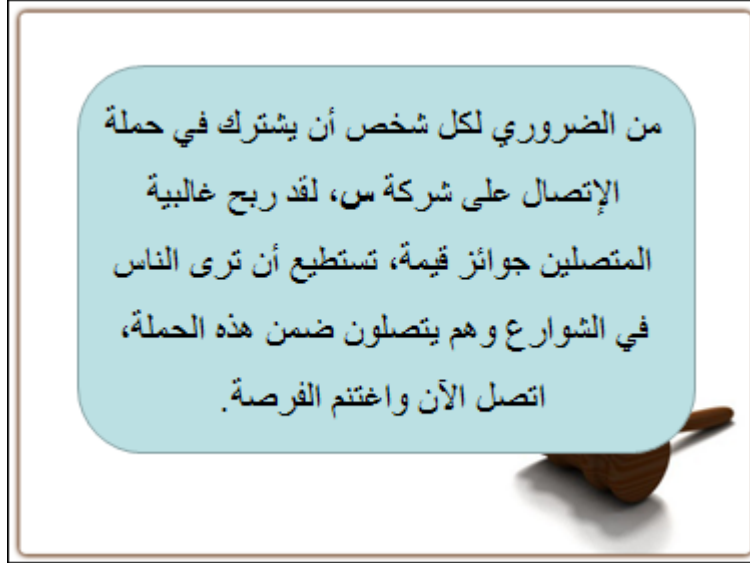 من الضروري لكل شخص أن يشترك في حملة
الإتصال على شركة س، لقد ربح غالبية
المتصلين جوائز قيمة، تستطيع أن ترى الناس
في الشوارع وهم يتصلون ضمن هذه الحملة،
اتصل الآن واغتنم الفرصة.